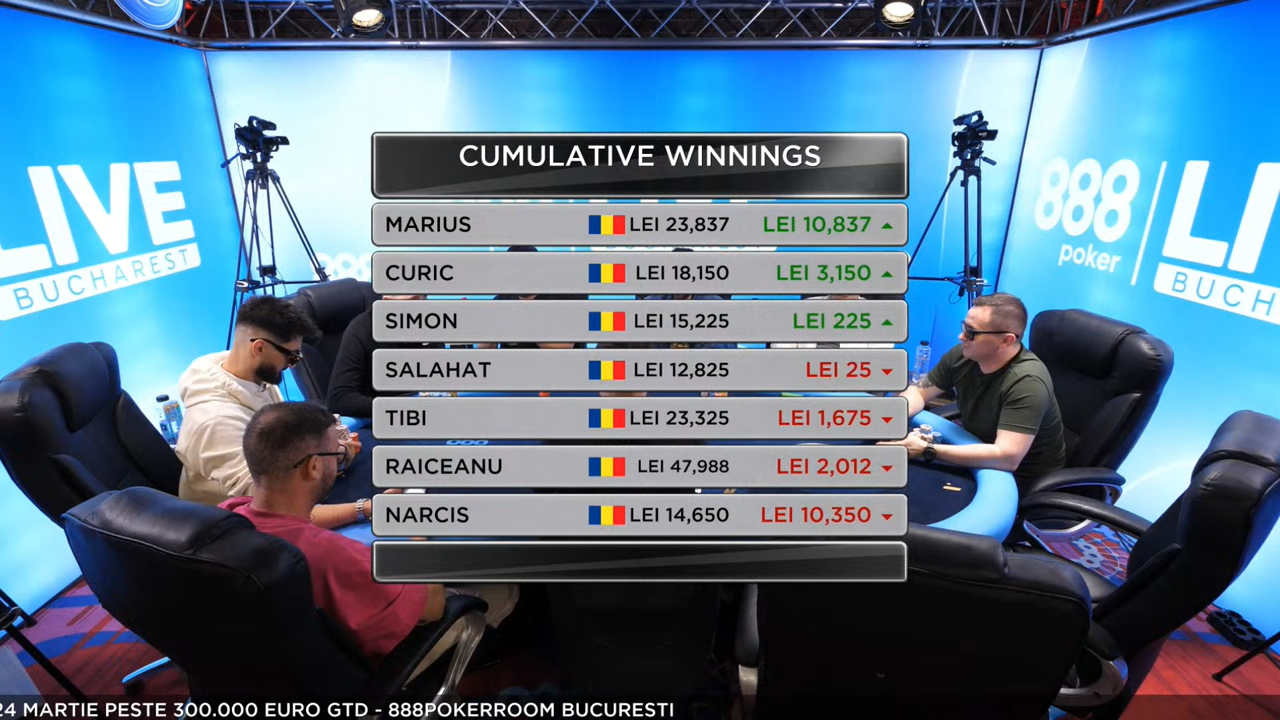 CUMULATIVE WINNINGS
MARIUS LEI 23,837 LEI 10,837
CURIC LEI 18,150 LEI 3,150
SIMON LEI 15,225 LEI 225
SALAHAT LEI 12,825 LEI 25
TIBI LEI 23,325 LEI 1,675
RAICEANU LEI 47,988 LEI 2,012
NARCIS LEI 14,650 LEI 10,350
LIVE
BUCHAREST
888
poker
LI
BUCH
24 MARTIE PESTE 300.000 EURO GTD - 888POKERROOM BUCURESTI